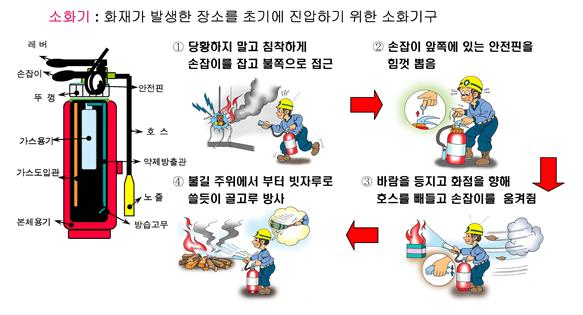 소화기 : 화재가 발생한 장소를 초기에 진압하기 위한 소화기구
레 버
손잡이
안전핀
뚜 껑
호 스
가스용기
약제방출관
가스도입관
노 즐
본체용기
방습고무
① 당황하지 말고 침착하게
손잡이를 잡고 불쪽으로 접근
② 손잡이 앞쪽에 있는 안전핀을
힘껏 뽑음
③ 바람을 등지고 화점을 향해
호스를 빼들고 손잡이를 움켜쥠
④ 불길 주위에서 부터 빗자루로
쓸듯이 골고루 방사